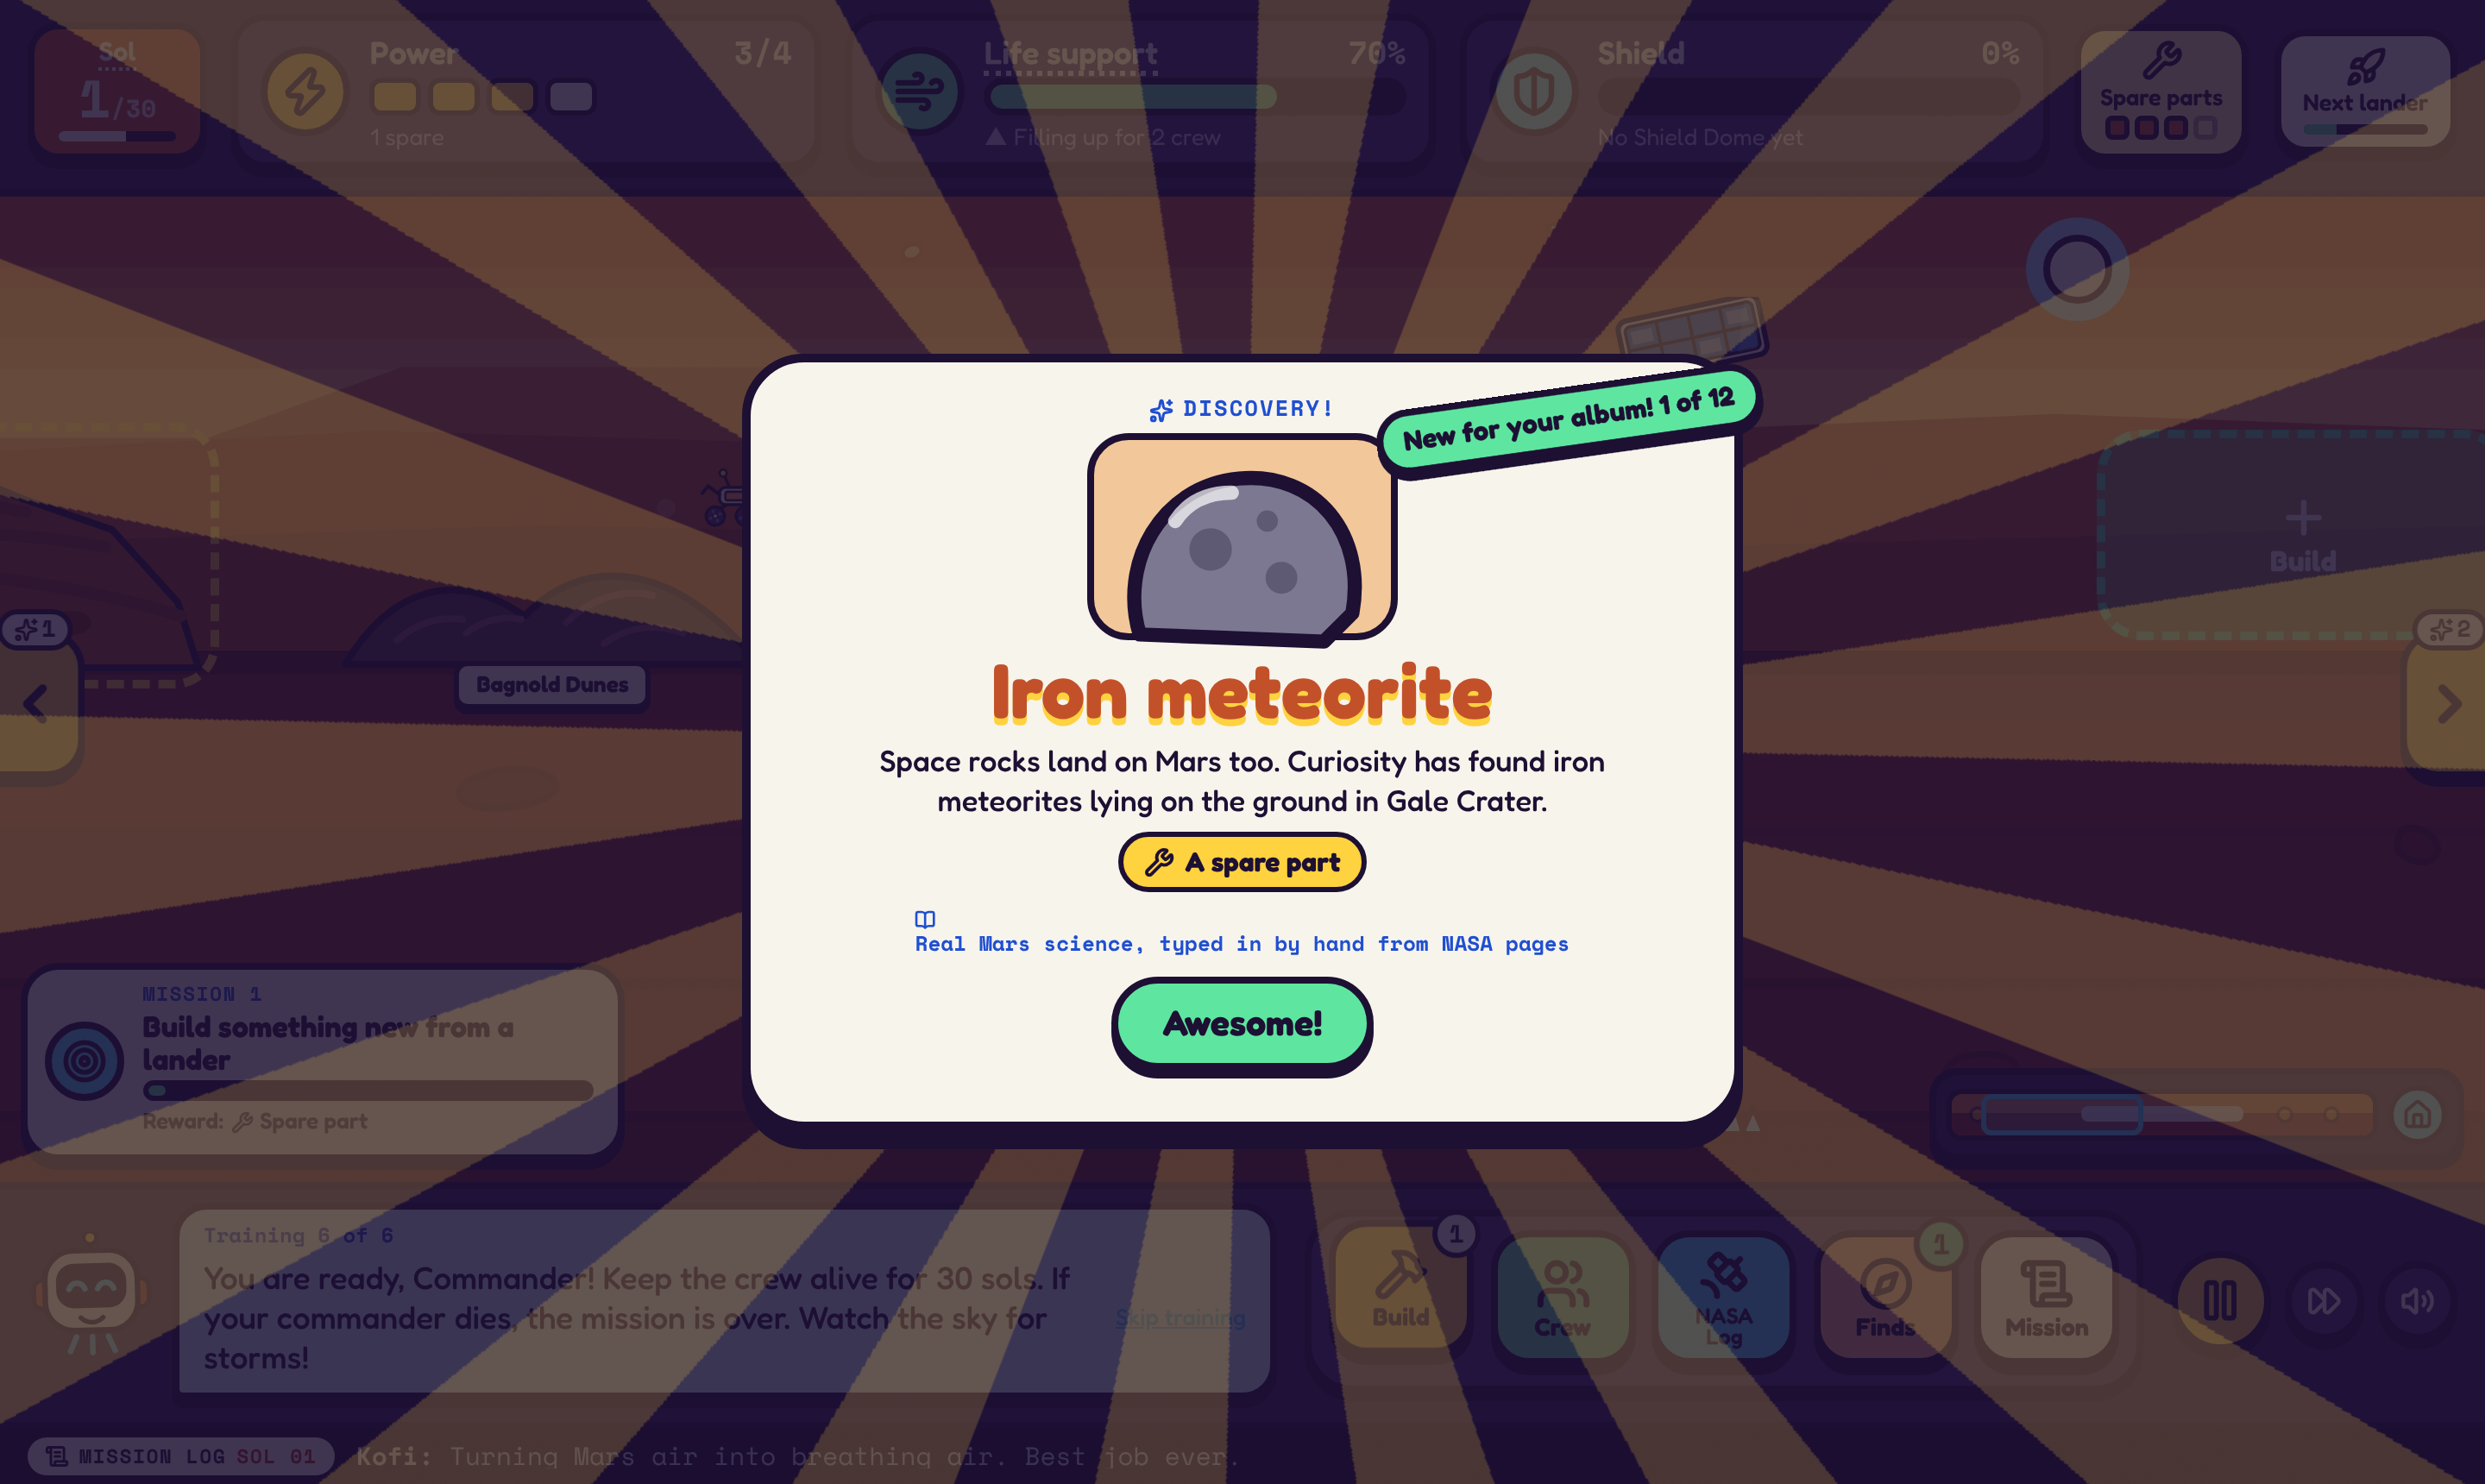 Sol
1/30
Power
3/4
1 spare
Life support
70%
Filling up for 2 crew
Shield
0%
No Shield Dome yet
Spare parts
Next lander
DISCOVERY!
New for your album! 1 of 12
Iron meteorite
Space rocks land on Mars too. Curiosity has found iron
meteorites lying on the ground in Gale Crater.
A spare part
Real Mars science, typed in by hand from NASA pages
Awesome!
Build
1
2
Bagnold Dunes
MISSION 1
Build something new from a
lander
Reward: Spare part
Training 6 of 6
You are ready, Commander! Keep the crew alive for 30 sols. If
your commander dies, the mission is over. Watch the sky for
storms!
Skip training
Build
1
Crew
NASA
Log
Finds
1
Mission
MISSION LOG SOL 01
Kofi: Turning Mars air into breathing air. Best job ever.